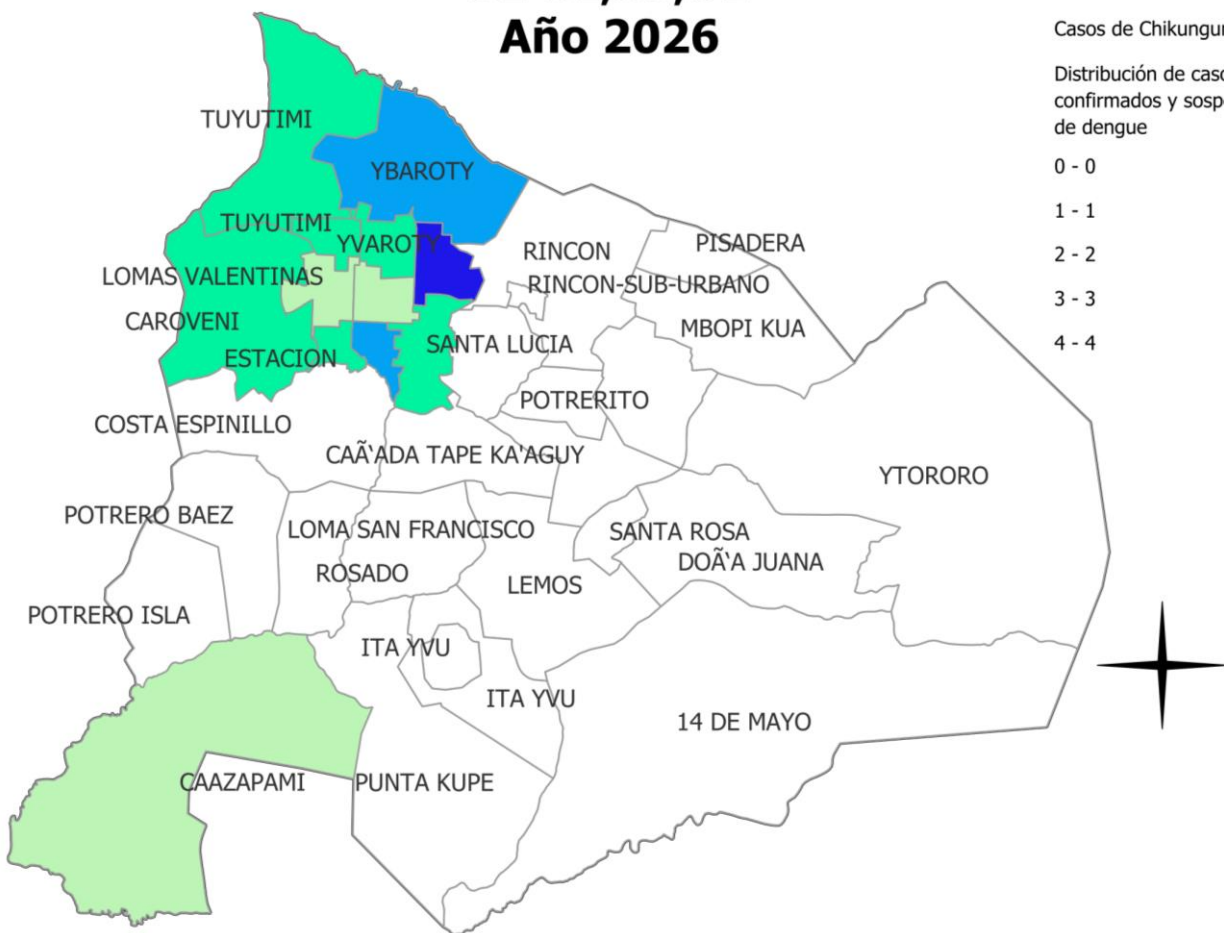 Año 2026
Casos de Chikungur
Distribución de caso
confirmados y sosp
de dengue
0 - 0
1 - 1
2 - 2
3 - 3
4 - 4
TUYUTIMI
YBAROTY
TUYUTIMI
YVAROTY
RINCON
PISADERA
LOMAS VALENTINAS
RINCON-SUB-URBANO
CAROVENI
MBOPI KUA
ESTACION
SANTA LUCIA
POTRERITO
COSTA ESPINILLO
CAÃ'ADA TAPE KA'AGUY
YTORORO
POTRERO BAEZ
LOMA SAN FRANCISCO
SANTA ROSA
DOÃ'A JUANA
ROSADO
LEMOS
POTRERO ISLA
ITA YVU
ITA YVU
14 DE MAYO
CAAZAPAMI
PUNTA KUPE